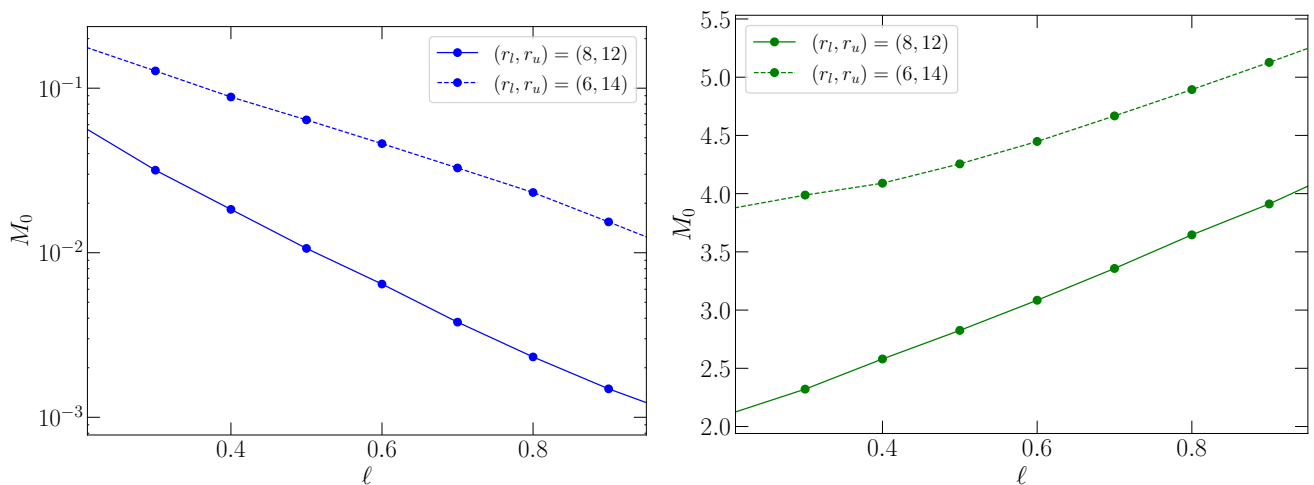 (r_l, r_u) = (8, 12)
(r_l, r_u) = (6, 14)
10^{-1}
10^{-2}
10^{-3}
M_0
0.4 0.6 0.8
ℓ
(r_l, r_u) = (8, 12)
(r_l, r_u) = (6, 14)
5.5
5.0
4.5
4.0
3.5
3.0
2.5
2.0
M_0
0.4 0.6 0.8
ℓ